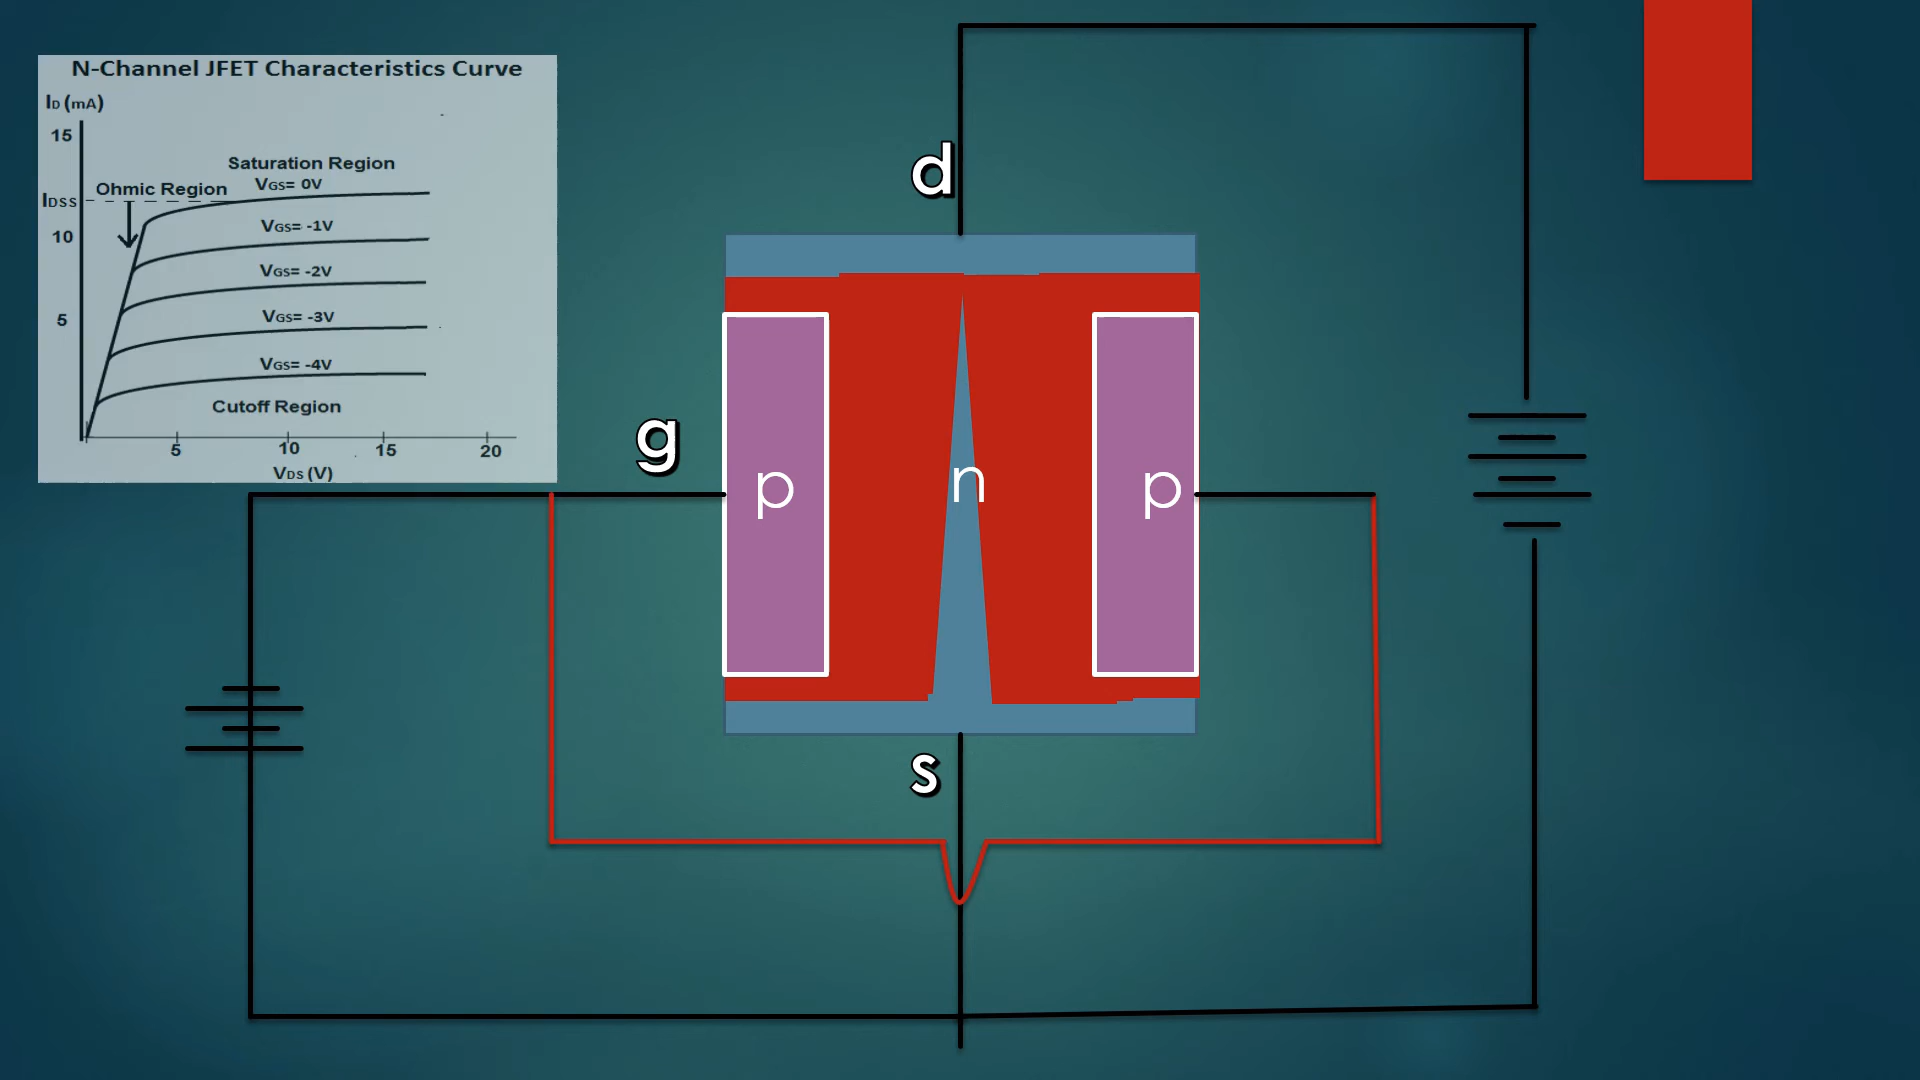 N-Channel JFET Characteristics Curve
ID (mA)
15
Saturation Region
Ohmic Region VGS= 0V
IDSS
VGS= -1V
10
VGS= -2V
5
VGS= -3V
VGS= -4V
Cutoff Region
5 10 15 20
VDS (V)
d
g
p n p
s